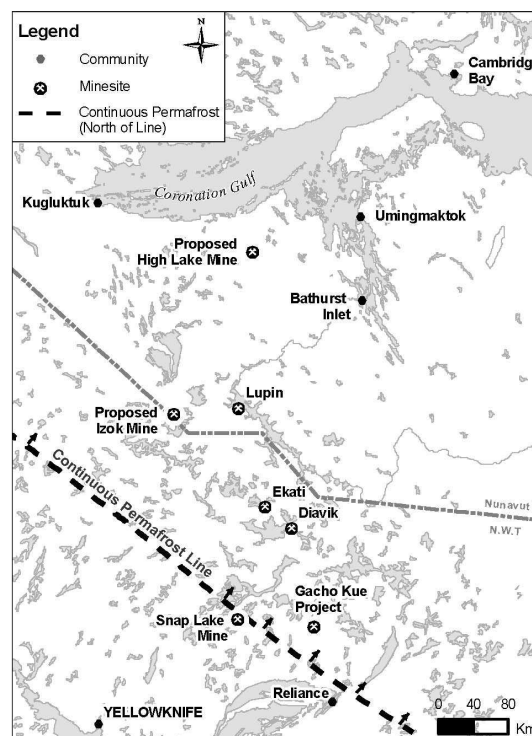 Legend
N
Community
Minesite
Continuous Permafrost
(North of Line)
Cambridge
Bay
Coronation Gulf
Kugluktuk
Umingmaktok
Proposed
High Lake Mine
Bathurst
Inlet
Lupin
Proposed
Izok Mine
Continuous Permafrost Line
Ekati
Diavik
Nunavut
N.W.T
Gacho Kue
Project
Snap Lake
Mine
Reliance
YELLOWKNIFE
0 40 80
Km